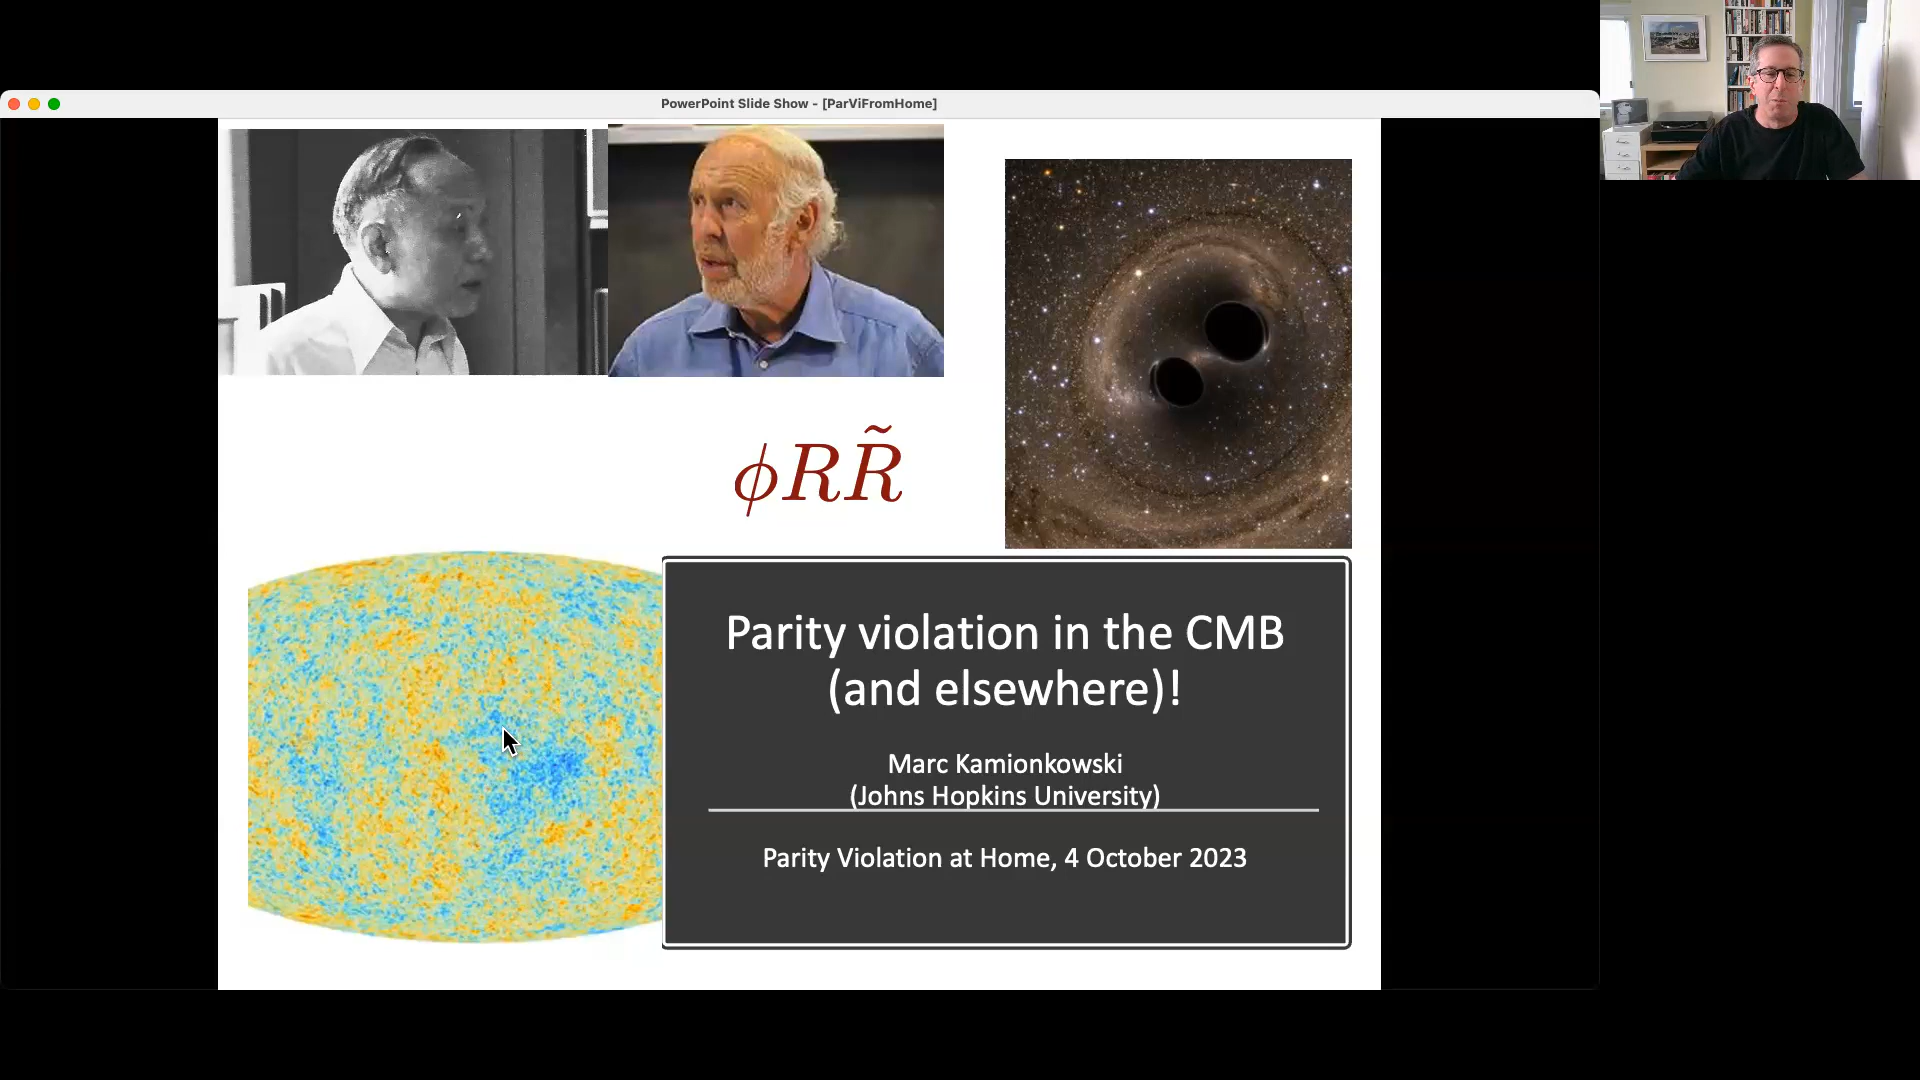 PowerPoint Slide Show - [ParViFromHome]
ϕRR̃
Parity violation in the CMB
(and elsewhere)!
Marc Kamionkowski
(Johns Hopkins University)
Parity Violation at Home, 4 October 2023